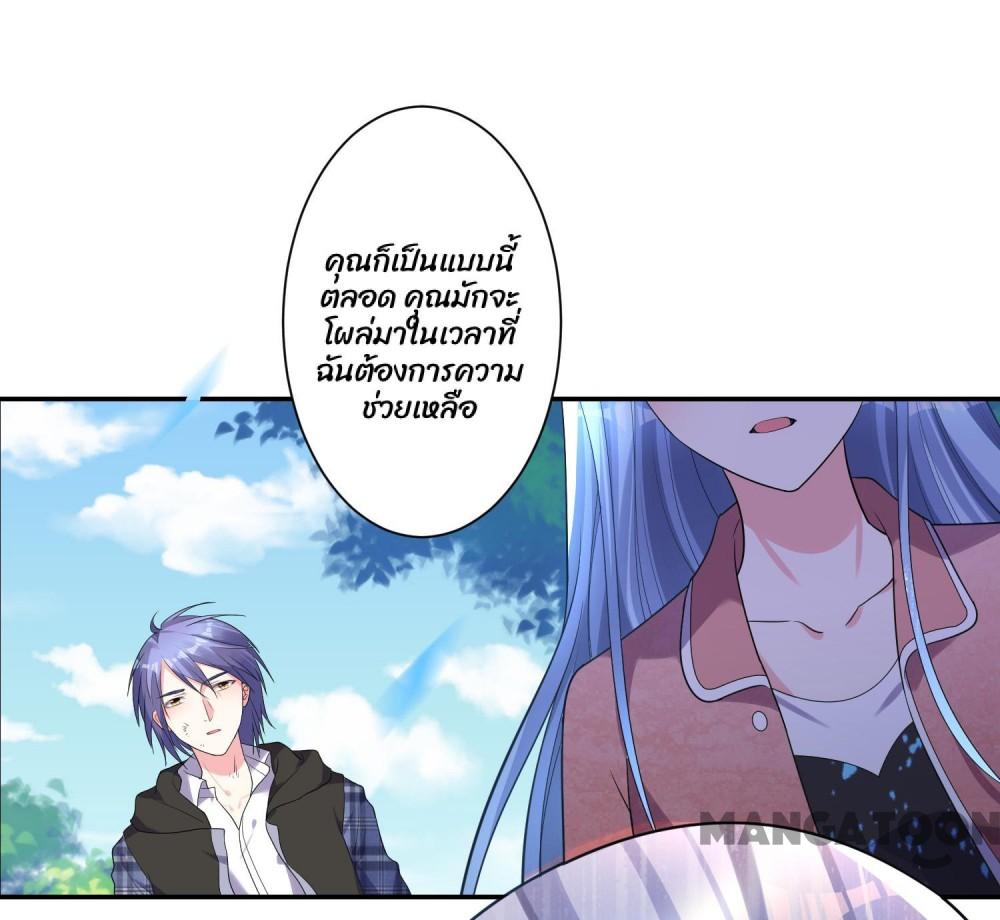 คุณก็เป็นแบบนี้
ตลอด คุณมักจะ
โผล่มาในเวลาที่
ฉันต้องการความ
ช่วยเหลือ
MANGATOON